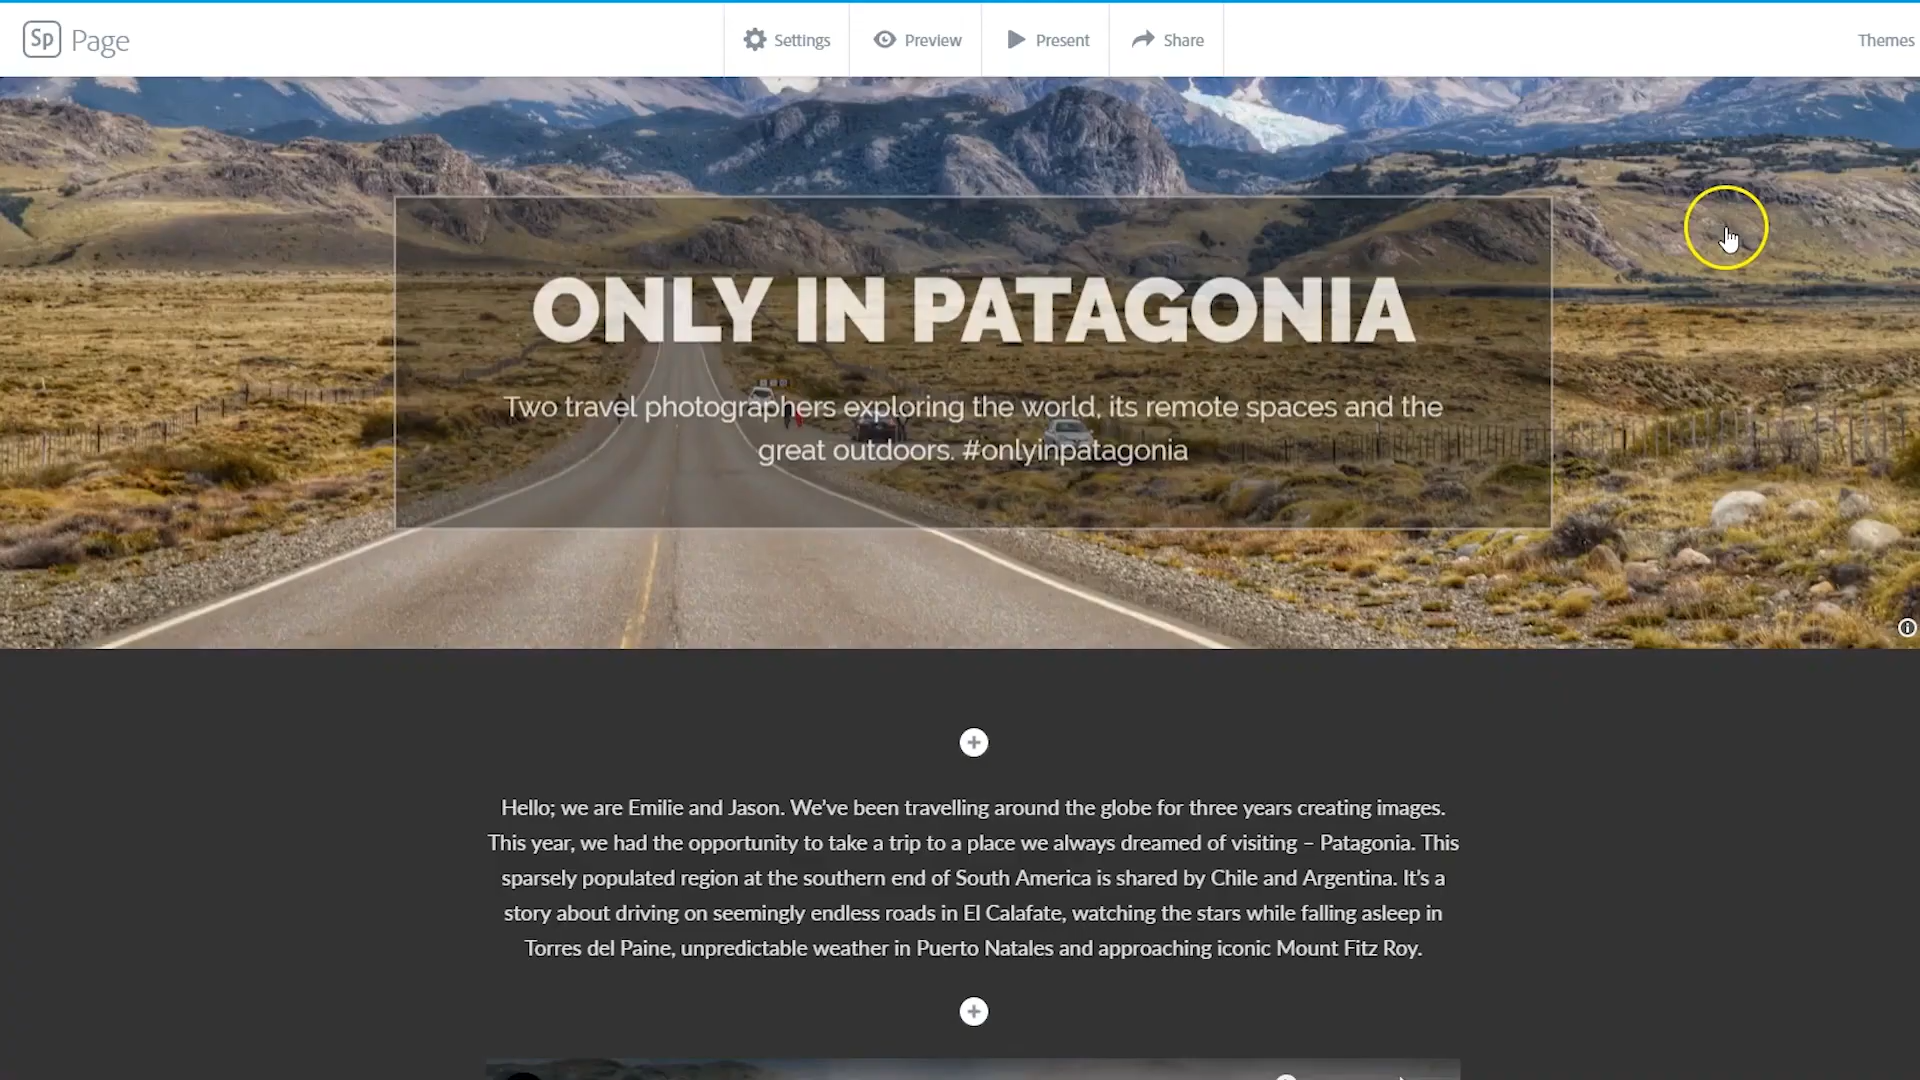 Sp Page
Settings
Preview
Present
Share
Themes
ONLY IN PATAGONIA
Two travel photographers exploring the world, its remote spaces and the
great outdoors. #onlyinpatagonia
Hello; we are Emilie and Jason. We’ve been travelling around the globe for three years creating images.
This year, we had the opportunity to take a trip to a place we always dreamed of visiting – Patagonia. This
sparsely populated region at the southern end of South America is shared by Chile and Argentina. It’s a
story about driving on seemingly endless roads in El Calafate, watching the stars while falling asleep in
Torres del Paine, unpredictable weather in Puerto Natales and approaching iconic Mount Fitz Roy.